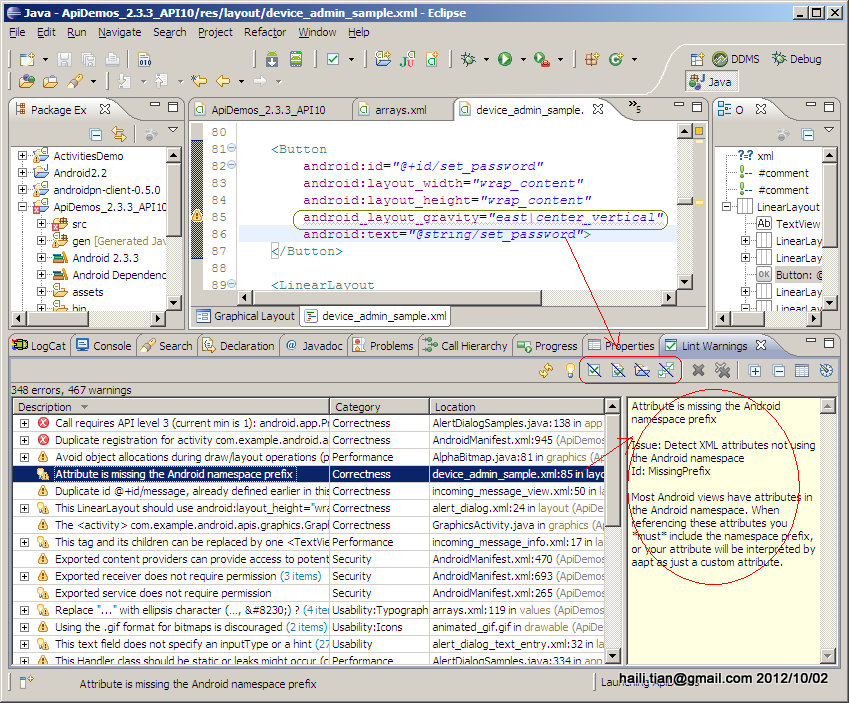 Java - ApiDemos_2.3.3_API10/res/layout/device_admin_sample.xml - Eclipse
File Edit Run Navigate Search Project Refactor Window Help
DDMS Debug
Java
Package Ex
ActivitiesDemo
Android2.2
androidpn-client-0.5.0
ApiDemos_2.3.3_API10
src
gen [Generated Jav
Android 2.3.3
Android Dependenc
assets
bin
ApiDemos_2.3.3_API10 arrays.xml device_admin_sample. »5
80
81 <Button
82 android:id="@+id/set_password"
83 android:layout_width="wrap_content"
84 android:layout_height="wrap_content"
85 android_layout_gravity="east|center_vertical"
86 android:text="@string/set_password">
87 </Button>
88
89 <LinearLayout
Graphical Layout device_admin_sample.xml
O
xml
#comment
#comment
LinearLayout
Ab TextView
LinearLay
LinearLay
OK Button: @
LinearLay
LinearLay
LogCat Console Search Declaration Javadoc Problems Call Hierarchy Progress Properties Lint Warnings
348 errors, 467 warnings
Description Category Location
Call requires API level 3 (current min is 1): android.app.P Correctness AlertDialogSamples.java:138 in app
Duplicate registration for activity com.example.android.a Correctness AndroidManifest.xml:945 (ApiDemos
Avoid object allocations during draw/layout operations (p Performance AlphaBitmap.java:81 in graphics (A
Attribute is missing the Android namespace prefix Correctness device_admin_sample.xml:85 in layo
Duplicate id @+id/message, already defined earlier in this Correctness incoming_message_view.xml:50 in l
This LinearLayout should use android:layout_height="wra Correctness alert_dialog.xml:24 in layout (ApiD
The <activity> com.example.android.apis.graphics.Grap Correctness GraphicsActivity.java in graphics (A
This tag and its children can be replaced by one <TextVie Performance incoming_message_info.xml:17 in la
Exported content providers can provide access to potent Security AndroidManifest.xml:470 (ApiDemos
Exported receiver does not require permission (3 items) Security AndroidManifest.xml:693 (ApiDemos
Exported service does not require permission Security AndroidManifest.xml:265 (ApiDemos
Replace "..." with ellipsis character (…, &#8230;) ? (4 iter Usability:Typograph arrays.xml:119 in values (ApiDemos
Using the .gif format for bitmaps is discouraged (2 items) Usability:Icons animated_gif.gif in drawable (ApiDe
This text field does not specify an inputType or a hint (27 Usability alert_dialog_text_entry.xml:32 in la
This Handler class should be static or leaks might occur (c Performance AlertDialogSamples.java:334 in app
Attribute is missing the Android
namespace prefix
Issue: Detect XML attributes not using
the Android namespace
Id: MissingPrefix
Most Android views have attributes in
the Android namespace. When
referencing these attributes you
*must* include the namespace prefix,
or your attribute will be interpreted by
aapt as just a custom attribute.
Attribute is missing the Android namespace prefix
haili.tian@gmail.com 2012/10/02